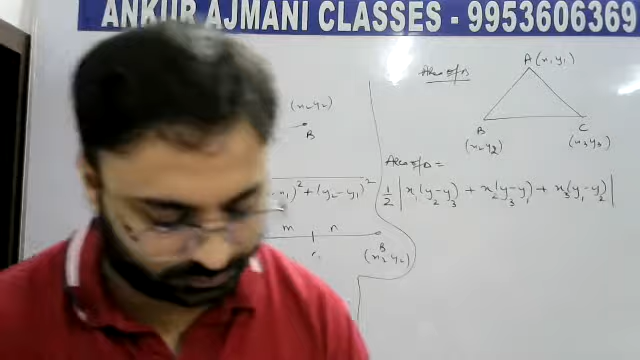 ANKUR AJMANI CLASSES - 9953606369
Area of Δ
A (x₁ y₁)
(x₂ y₂)
B
B
C
(x₂ y₂)
(x₃ y₃)
Area of Δ =
x₁)² + (y₂ - y₁)²
1/2 | x₁(y₂ - y₃) + x₂(y₃ - y₁) + x₃(y₁ - y₂) |
m n
B
(x₂ y₂)